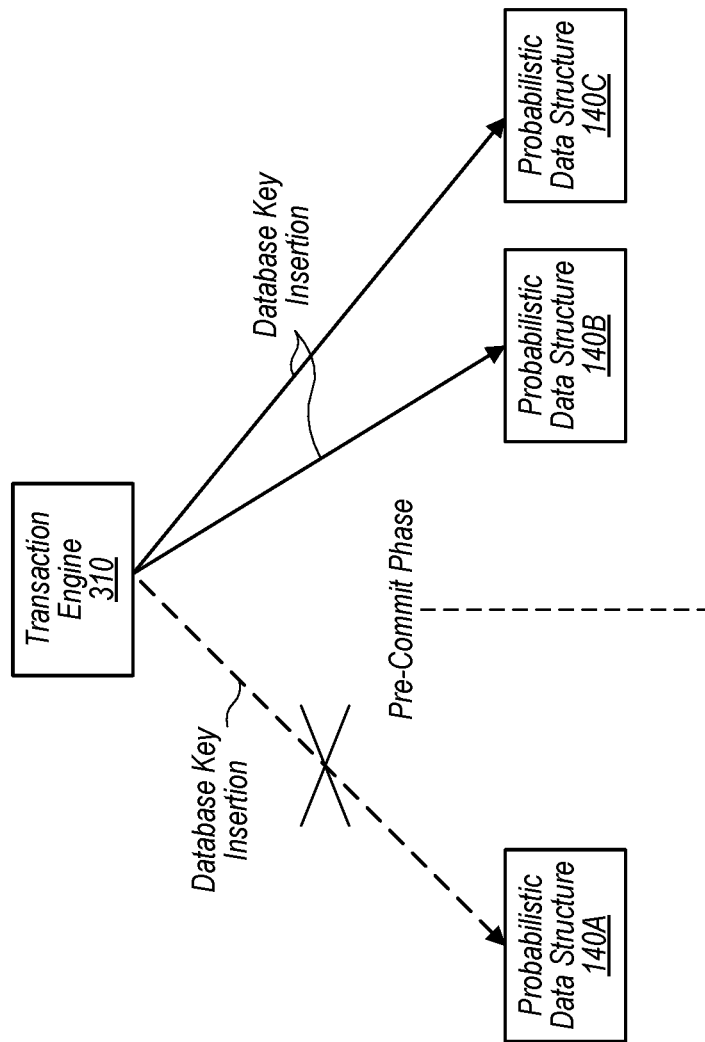 Transaction
Engine
310
Database Key
Insertion
Database Key
Insertion
Pre-Commit Phase
Probabilistic
Data Structure
140A
Probabilistic
Data Structure
140B
Probabilistic
Data Structure
140C